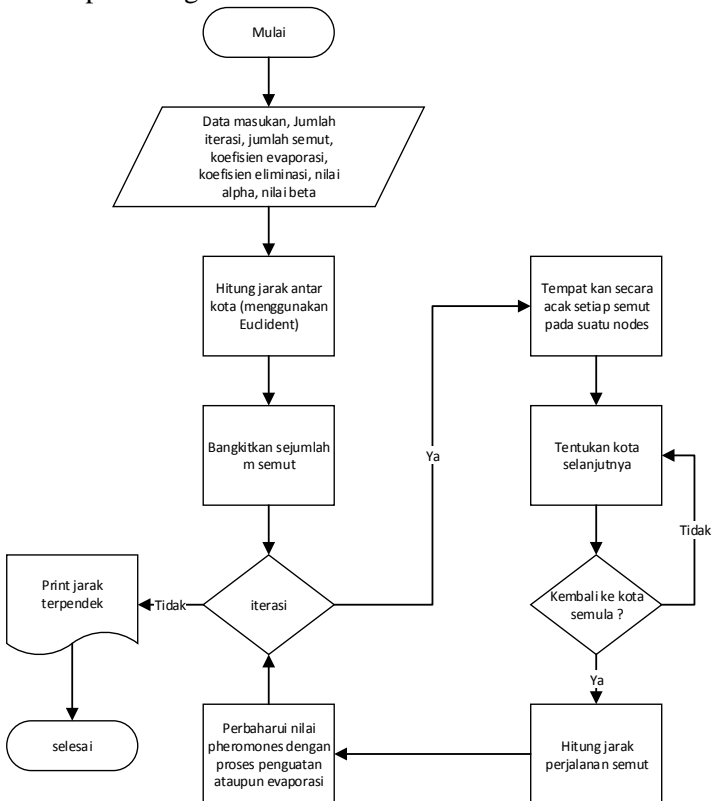 Mulai
Data masukan, Jumlah
iterasi, jumlah semut,
koefisien evaporasi,
koefisien eliminasi, nilai
alpha, nilai beta
Hitung jarak antar
kota (menggunakan
Euclident)
Bangkitkan sejumlah
m semut
iterasi
Tidak
Print jarak
terpendek
selesai
Ya
Tempat kan secara
acak setiap semut
pada suatu nodes
Tentukan kota
selanjutnya
Tidak
Kembali ke kota
semula ?
Ya
Hitung jarak
perjalanan semut
Perbaharui nilai
pheromones dengan
proses penguatan
ataupun evaporasi